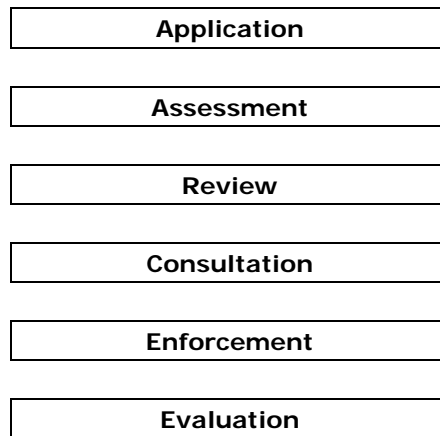 Application
Assessment
Review
Consultation
Enforcement
Evaluation